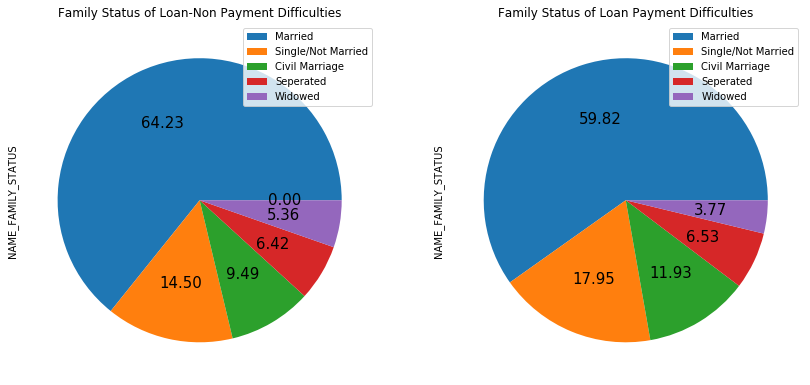 Family Status of Loan-Non Payment Difficulties
Married
Single/Not Married
Civil Marriage
Seperated
Widowed
NAME_FAMILY_STATUS
64.23
14.50
9.49
6.42
5.36
0.00
Family Status of Loan Payment Difficulties
Married
Single/Not Married
Civil Marriage
Seperated
Widowed
NAME_FAMILY_STATUS
59.82
17.95
11.93
6.53
3.77